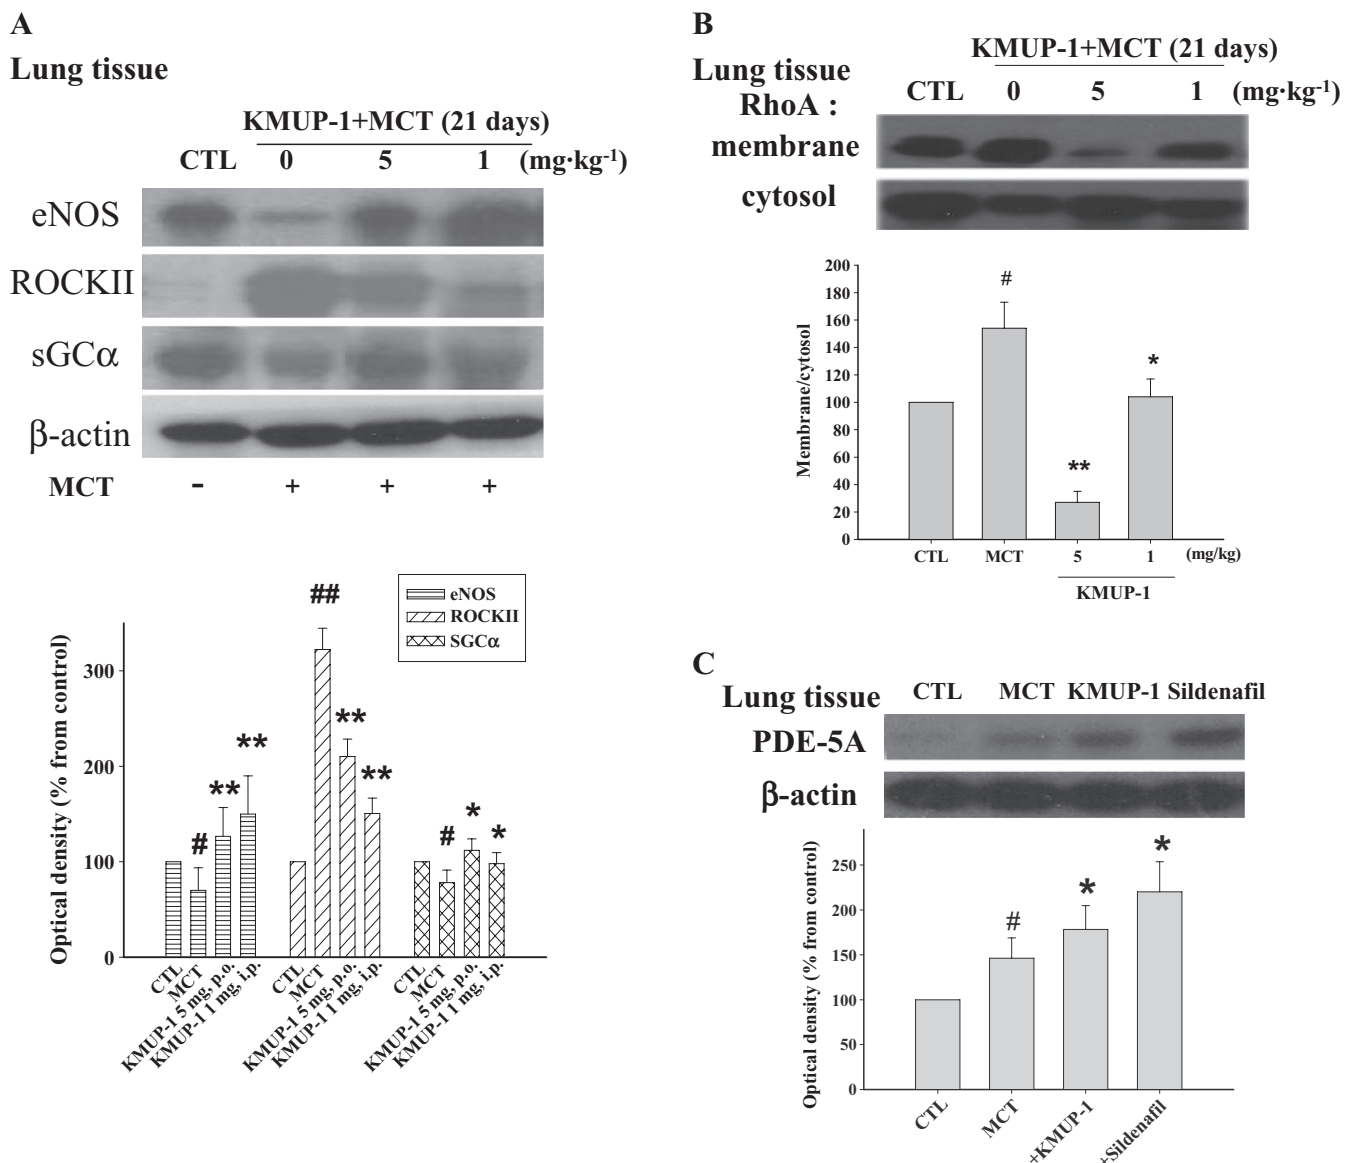 A
Lung tissue
KMUP-1+MCT (21 days)
CTL 0 5 1 (mg·kg-1)
eNOS
ROCKII
sGCα
β-actin
MCT - + + +
Optical density (% from control)
300
200
100
0
eNOS
ROCKII
SGCα
#
**
**
##
**
**
#
*
*
CTL
MCT
KMUP-1 5 mg, p.o.
KMUP-1 1 mg, i.p.
CTL
MCT
KMUP-1 5 mg, p.o.
KMUP-1 1 mg, i.p.
CTL
MCT
KMUP-1 5 mg, p.o.
KMUP-1 1 mg, i.p.
B
KMUP-1+MCT (21 days)
Lung tissue
CTL 0 5 1 (mg·kg-1)
RhoA :
membrane
cytosol
Membrane/cytosol
200
180
160
140
120
100
80
60
40
20
0
#
**
*
CTL MCT 5 1 (mg/kg)
KMUP-1
C
Lung tissue
CTL MCT KMUP-1 Sildenafil
PDE-5A
β-actin
Optical density (% from control)
250
200
150
100
50
0
#
*
*
CTL
MCT
+KMUP-1
+Sildenafil